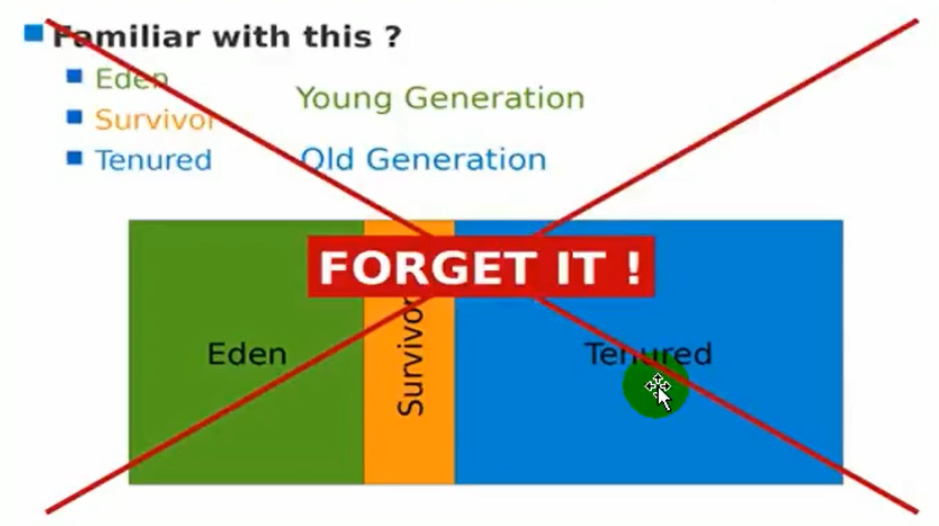 Familiar with this ?
Eden
Survivor
Tenured
Young Generation
Old Generation
FORGET IT !
Eden
Survivor
Tenured